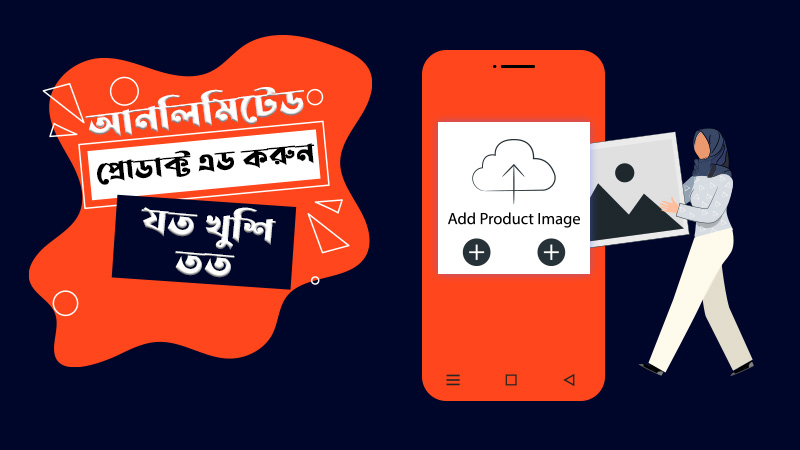 আনলিমিটেড
প্রোডাক্ট এড করুন
যত খুশি
তত
Add Product Image